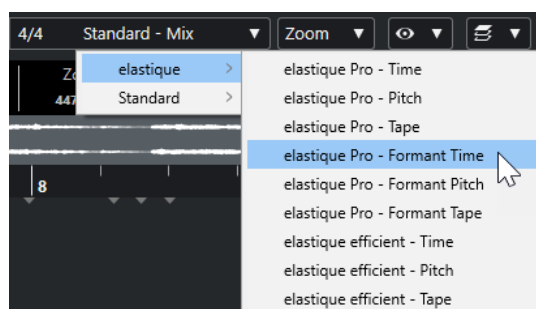 4/4 Standard - Mix Zoom
elastique
Standard
447
8
elastique Pro - Time
elastique Pro - Pitch
elastique Pro - Tape
elastique Pro - Formant Time
elastique Pro - Formant Pitch
elastique Pro - Formant Tape
elastique efficient - Time
elastique efficient - Pitch
elastique efficient - Tape